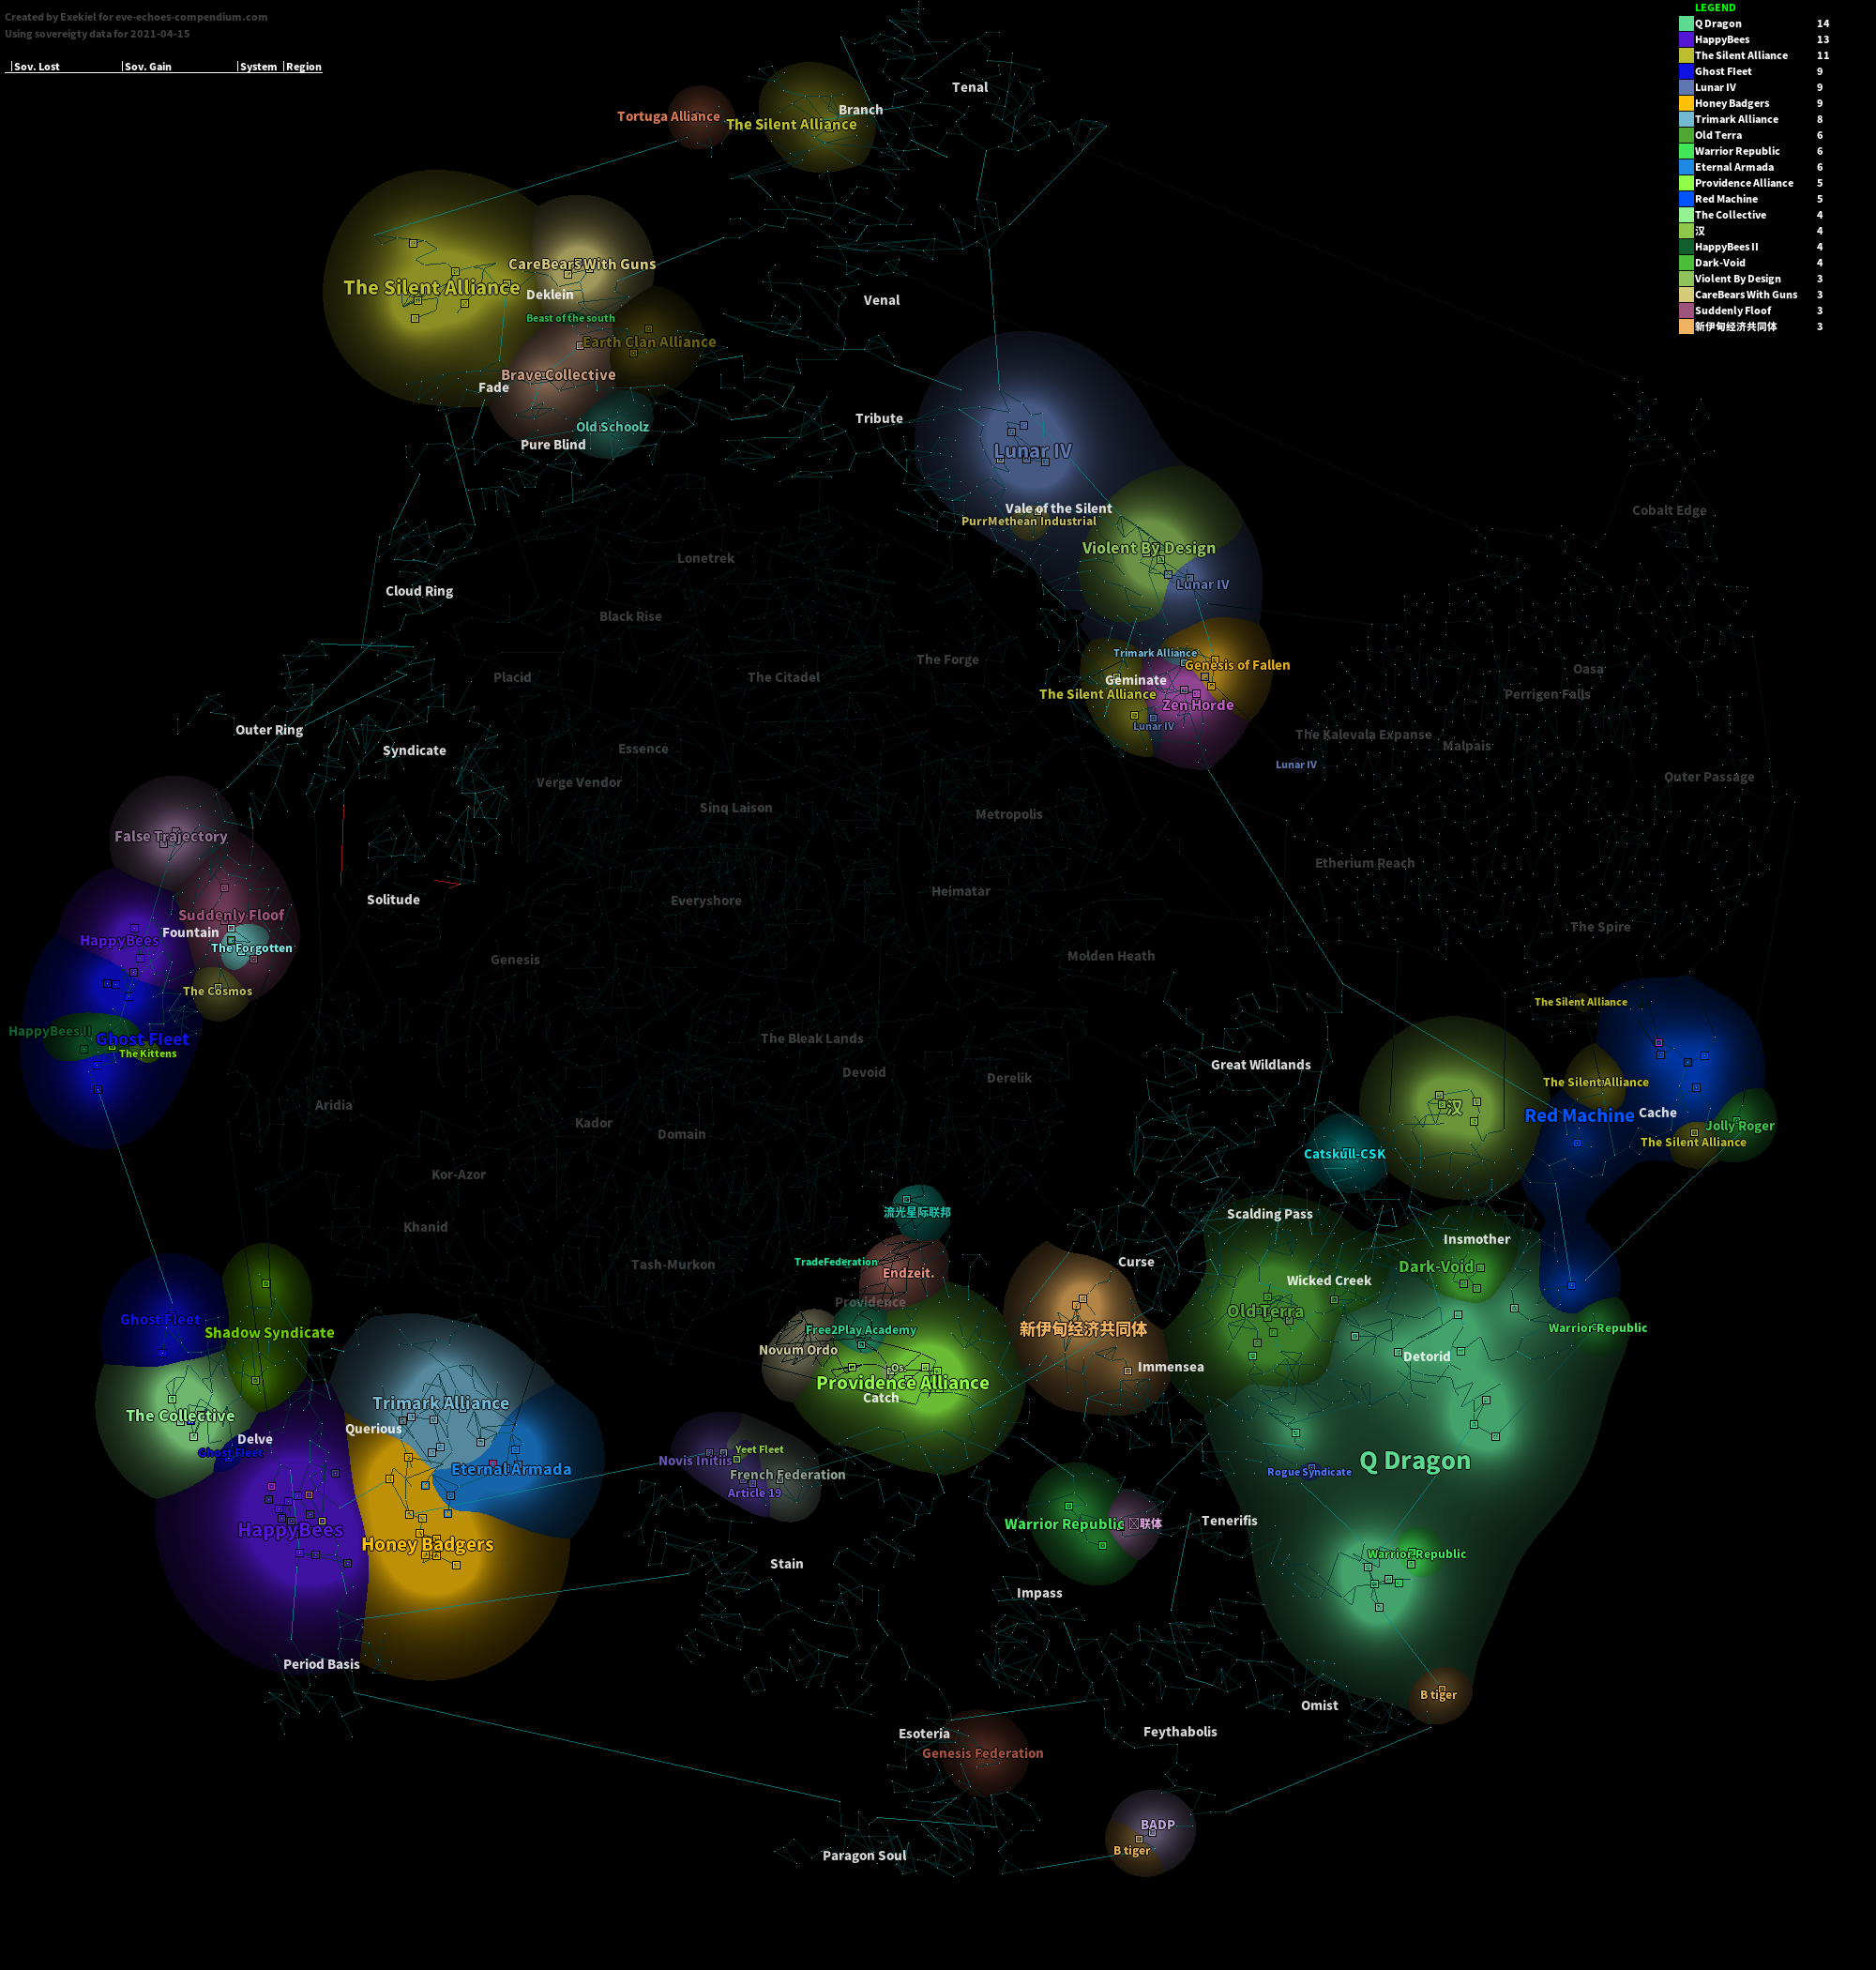 Created by Exekiel for eve-echoes-compendium.com
Using sovereigty data for 2021-04-15
|Sov. Lost |Sov. Gain |System |Region
LEGEND
Q Dragon 14
HappyBees 13
The Silent Alliance 11
Ghost FIeet 9
Lunar IV 9
Honey Badgers 9
Trimark Alliance 8
Old Terra 6
Warrior Republic 6
Eternal Armada 6
Providence Alliance 5
Red Machine 5
The Collective 4
汉 4
HappyBees II 4
Dark-Void 4
Violent By Design 3
CareBears With Guns 3
Suddenly Floof 3
新伊甸经济共同体 3
Tenal
Branch
Tortuga Alliance
The Silent Alliance
CareBears With Guns
The Silent Alliance
Deklein
Venal
Beast of the south
Earth Clan Alliance
Brave Collective
Fade
Tribute
Old Schoolz
Pure Blind
Lunar IV
Vale of the Silent
Cobalt Edge
PurrMethean Industrial
Violent By Design
Lonetrek
Lunar IV
Cloud Ring
Black Rise
Trimark Alliance
The Forge
Genesis of Fallen
Oasa
Placid
The Citadel
Geminate
The Silent Alliance
Perrigen Falls
Zen Horde
Lunar IV
Outer Ring
The Kalevala Expanse
Syndicate
Essence
Malpais
Lunar IV
Outer Passage
Verge Vendor
Sinq Laison
Metropolis
False Trajectory
Etherium Reach
Heimatar
Solitude
Everyshore
Suddenly Floof
The Spire
Fountain
HappyBees
The Forgotten
Molden Heath
Genesis
The Cosmos
The Silent Alliance
HappyBees II
Ghost FIeet
The Bleak Lands
The Kittens
Great Wildlands
Devoid
Derelik
The Silent Alliance
Aridia
汉
Red Machine
Cache
Kador
Jolly Roger
Domain
The Silent Alliance
Catskull-CSK
Kor-Azor
流光星际联邦
Scalding Pass
Khanid
Insmother
TradeFederation
Curse
Tash-Murkon
Endzeit.
Dark-Void
Wicked Creek
Providence
Old Terra
Ghost FIeet
Shadow Syndicate
Free2Play Academy
新伊甸经济共同体
Warrior Republic
Novum Ordo
Detorid
Os
Immensea
Providence Alliance
Catch
Trimark Alliance
The Collective
Querious
Delve
Ghost FIeet
Yeet Fleet
Novis Initiis
Q Dragon
Eternal Armada
French Federation
Rogue Syndicate
Article 19
HappyBees
Warrior Republic
联体
Tenerifis
Honey Badgers
Warrior Republic
Stain
Impass
Period Basis
B tiger
Omist
Esoteria
Feythabolis
Genesis Federation
BADP
B tiger
Paragon Soul